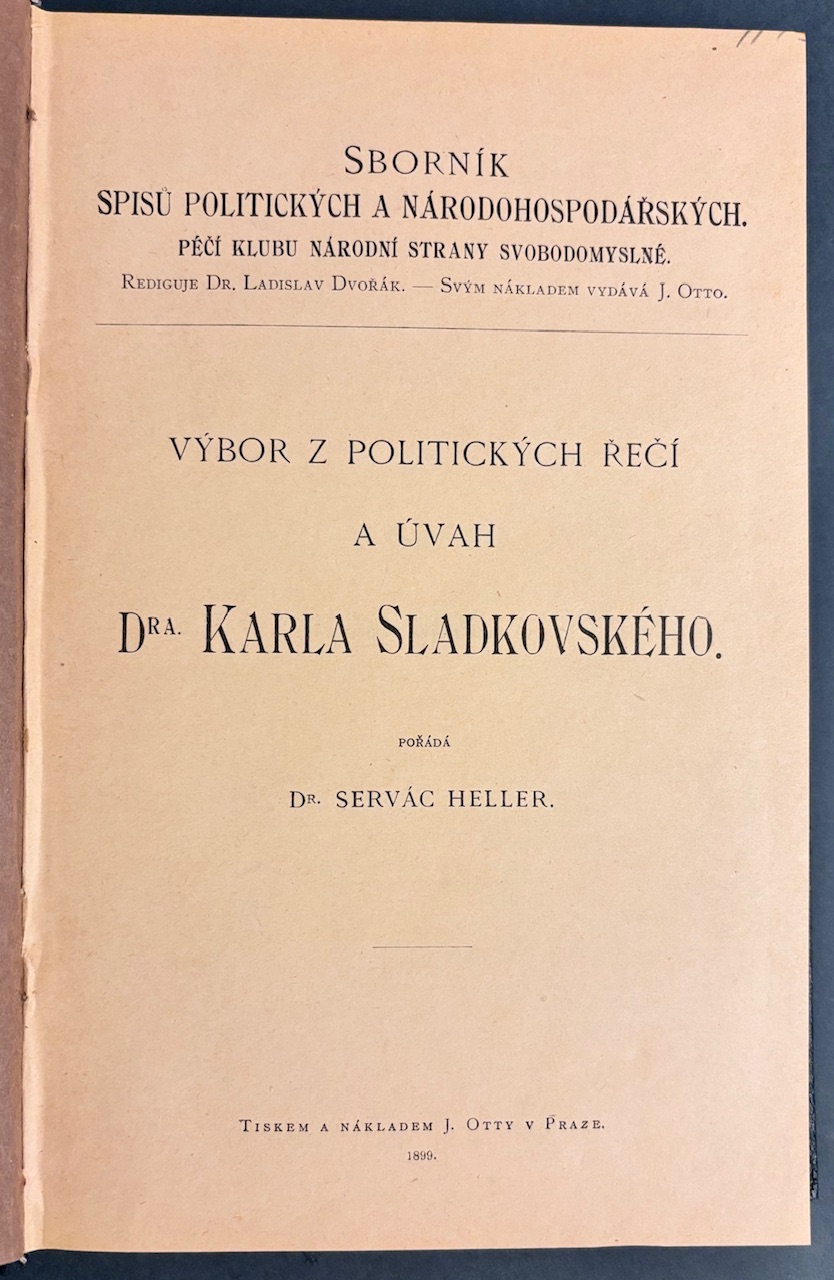 SBORNÍK
SPISŮ POLITICKÝCH A NÁRODOHOSPODÁŘSKÝCH.
PÉČÍ KLUBU NÁRODNÍ STRANY SVOBODOMYSLNÉ.
REDIGUJE DR. LADISLAV DVOŘÁK. — SVÝM NÁKLADEM VYDÁVÁ J. OTTO.
VÝBOR Z POLITICKÝCH ŘEČÍ
A ÚVAH
DRA. KARLA SLADKOVSKÉHO.
POŘÁDÁ
DR. SERVÁC HELLER.
TISKEM A NÁKLADEM J. OTTY V PRAZE.
1899.